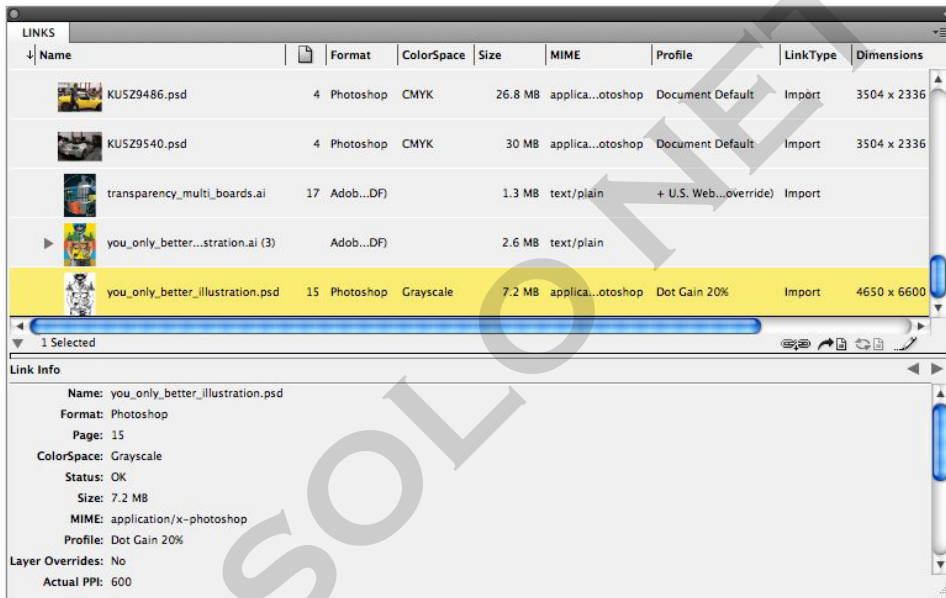 LINKS
Name Format ColorSpace Size MIME Profile LinkType Dimensions
KU5Z9486.psd 4 Photoshop CMYK 26.8 MB applica...otoshop Document Default Import 3504 x 2336
KU5Z9540.psd 4 Photoshop CMYK 30 MB applica...otoshop Document Default Import 3504 x 2336
transparency_multi_boards.ai 17 Adob...DF) 1.3 MB text/plain + U.S. Web...override) Import
you_only_better...stration.ai (3) Adob...DF) 2.6 MB text/plain
you_only_better_illustration.psd 15 Photoshop Grayscale 7.2 MB applica...otoshop Dot Gain 20% Import 4650 x 6600
1 Selected
Link Info
Name: you_only_better_illustration.psd
Format: Photoshop
Page: 15
ColorSpace: Grayscale
Status: OK
Size: 7.2 MB
MIME: application/x-photoshop
Profile: Dot Gain 20%
Layer Overrides: No
Actual PPI: 600
SOLO NET